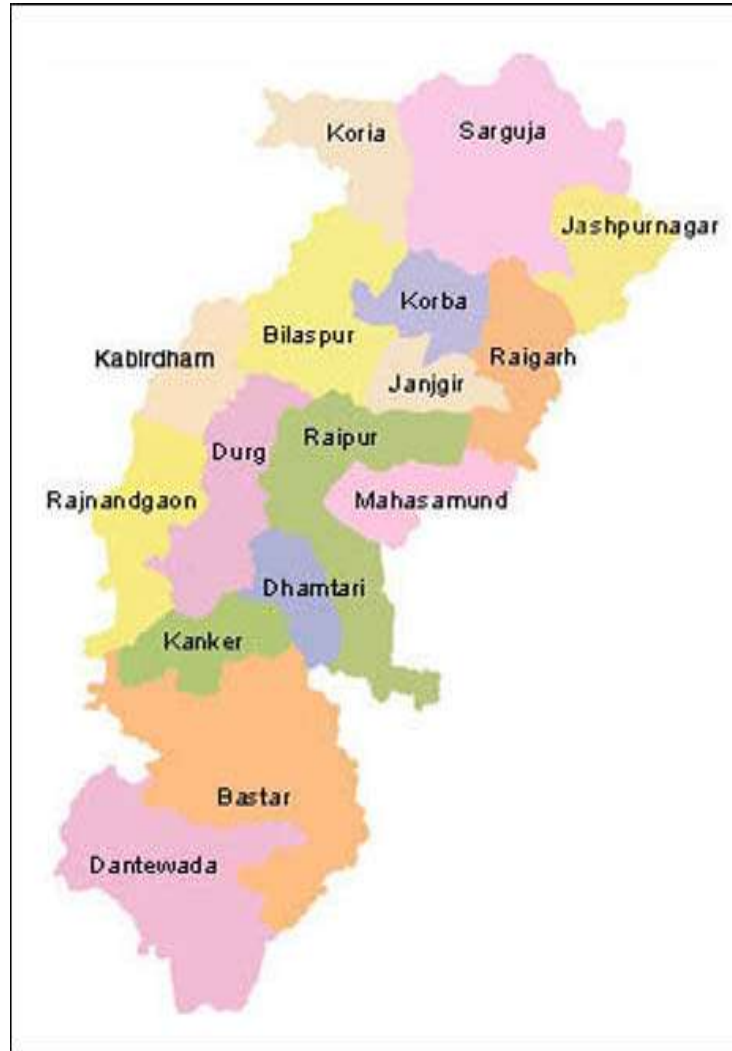 Koria
Sarguja
Jashpurnagar
Korba
Bilaspur
Kabirdham
Raigarh
Janjgir
Raipur
Durg
Rajnandgaon
Mahasamund
Dhamtari
Kanker
Bastar
Dantewada